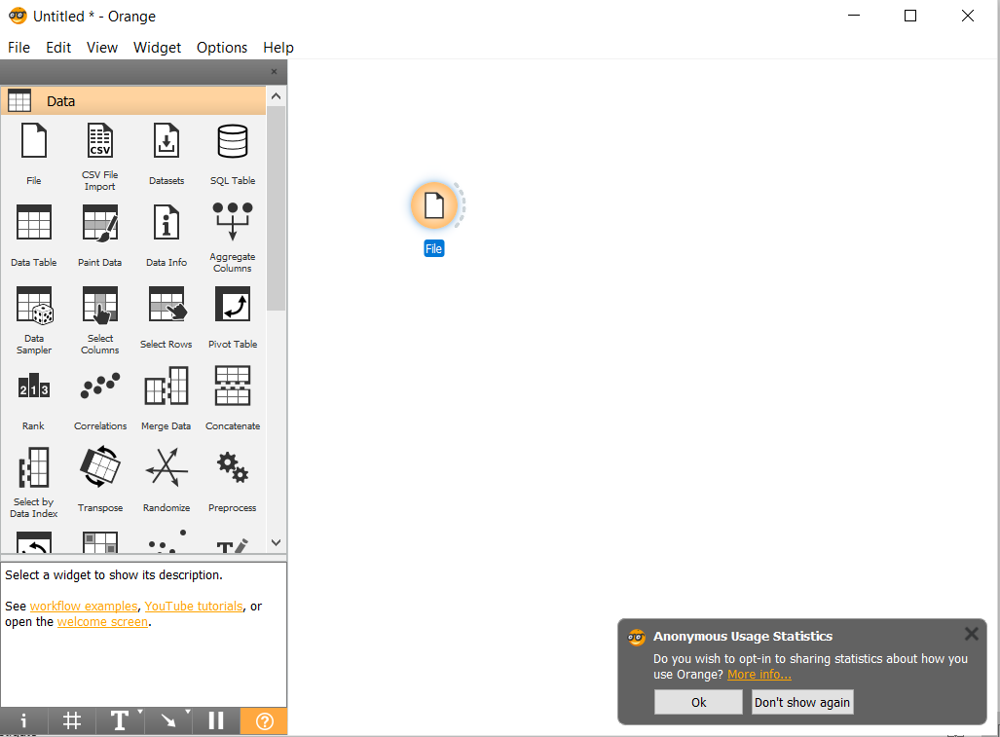 Untitled * - Orange
File Edit View Widget Options Help
Data
File
CSV
CSV File
Import
Datasets
SQL Table
Data Table
Paint Data
Data Info
Aggregate
Columns
Data
Sampler
Select
Columns
Select Rows
Pivot Table
2 1 3
Rank
Correlations
Merge Data
Concatenate
Select by
Data Index
Transpose
Randomize
Preprocess
File
Select a widget to show its description.
See workflow examples, YouTube tutorials, or
open the welcome screen.
Anonymous Usage Statistics
Do you wish to opt-in to sharing statistics about how you
use Orange? More info...
Ok
Don't show again